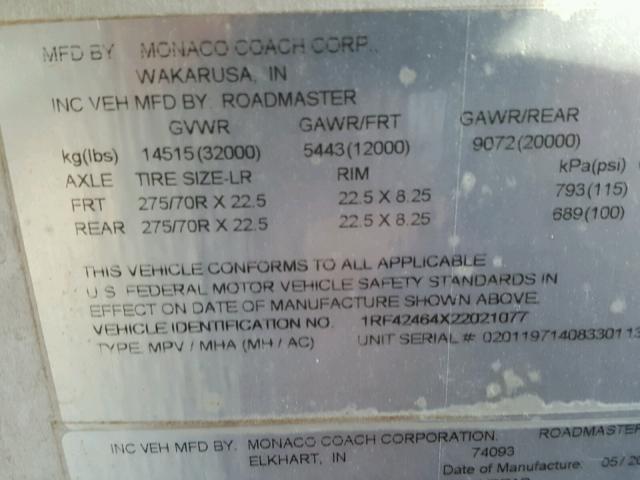 MFD BY MONACO COACH CORP.,
WAKARUSA, IN
INC VEH MFD BY: ROADMASTER
GVWR GAWR/FRT GAWR/REAR
kg(lbs) 14515(32000) 5443(12000) 9072(20000)
AXLE TIRE SIZE-LR RIM kPa(psi) (
FRT 275/70R X 22.5 22.5 X 8.25 793(115)
REAR 275/70R X 22.5 22.5 X 8.25 689(100)
THIS VEHICLE CONFORMS TO ALL APPLICABLE
U S FEDERAL MOTOR VEHICLE SAFETY STANDARDS IN
EFFECT ON DATE OF MANUFACTURE SHOWN ABOVE.
VEHICLE IDENTIFICATION NO. 1RF42464X22021077
TYPE MPV / MHA (MH / AC) UNIT SERIAL # 02011971408330113
INC VEH MFD BY: MONACO COACH CORPORATION. ROADMASTER
ELKHART, IN 74093
Date of Manufacture: 05/20